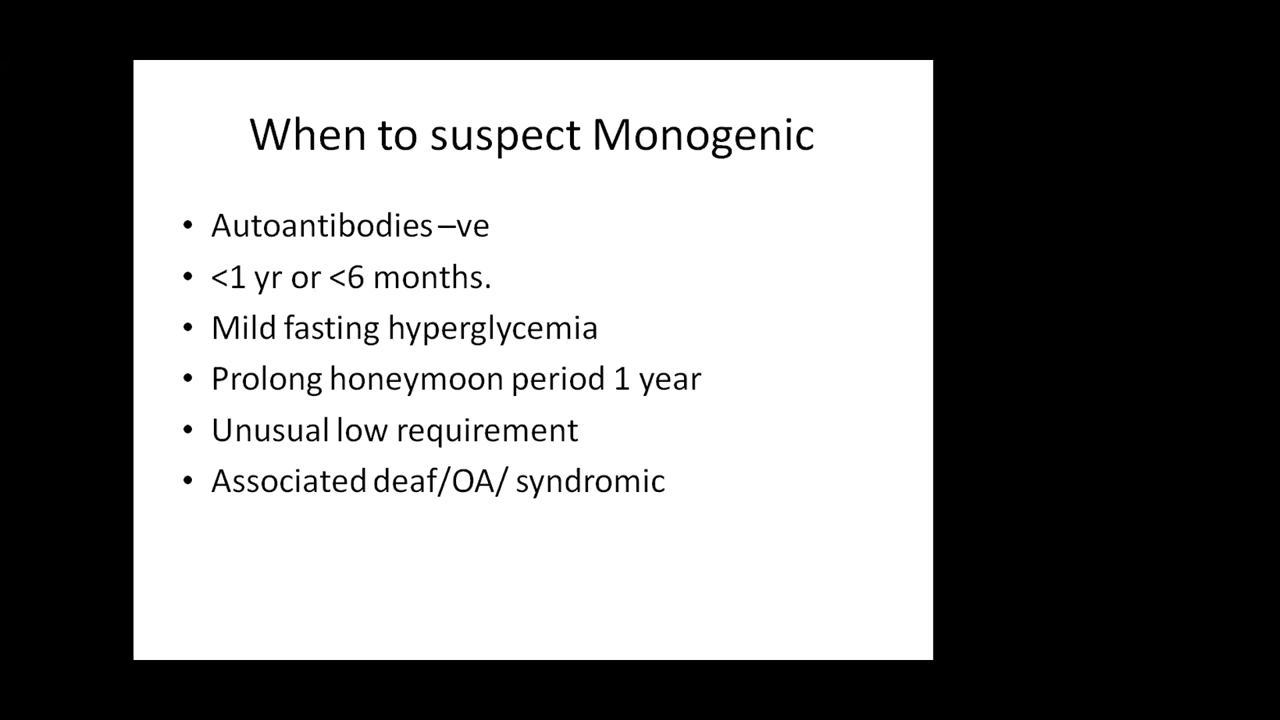 When to suspect Monogenic
• Autoantibodies –ve
• <1 yr or <6 months.
• Mild fasting hyperglycemia
• Prolong honeymoon period 1 year
• Unusual low requirement
• Associated deaf/OA/ syndromic